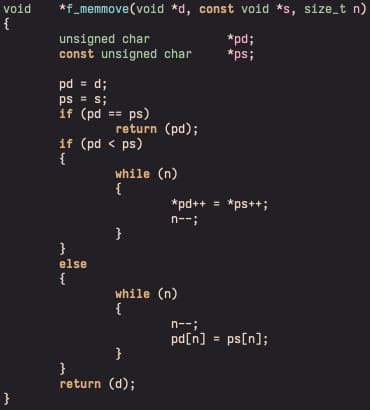 void	*f_memmove(void *d, const void *s, size_t n)
{
	unsigned char		*pd;
	const unsigned char	*ps;

	pd = d;
	ps = s;
	if (pd == ps)
		return (pd);
	if (pd < ps)
	{
		while (n)
		{
			*pd++ = *ps++;
			n--;
		}
	}
	else
	{
		while (n)
		{
			n--;
			pd[n] = ps[n];
		}
	}
	return (d);
}